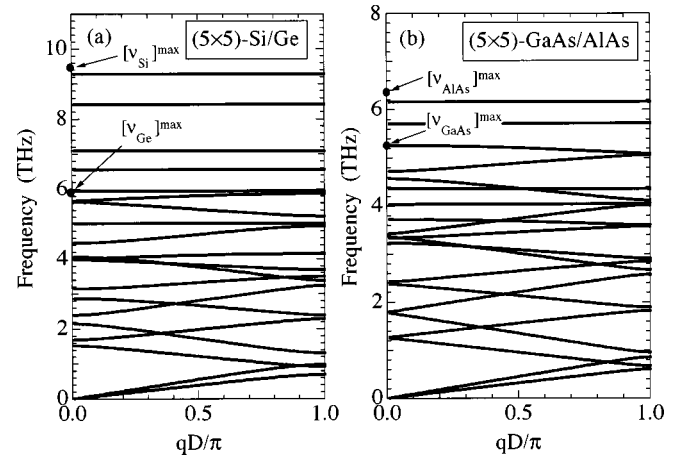 (a)
(5×5)-Si/Ge
[ν_Si]^max
[ν_Ge]^max
Frequency (THz)
10
8
6
4
2
0
0.0
0.5
1.0
qD/π
(b)
(5×5)-GaAs/AlAs
[ν_AlAs]^max
[ν_GaAs]^max
Frequency (THz)
8
6
4
2
0
0.0
0.5
1.0
qD/π